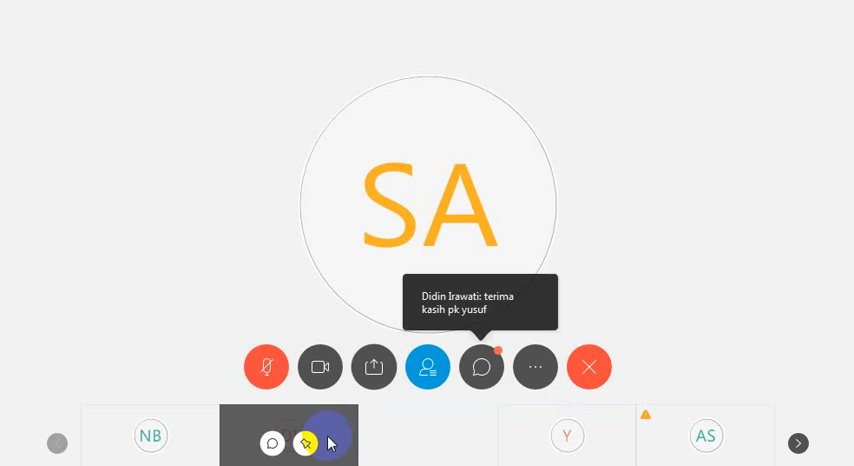 SA
Didin Irawati: terima
kasih pk yusuf
NB
Y
AS